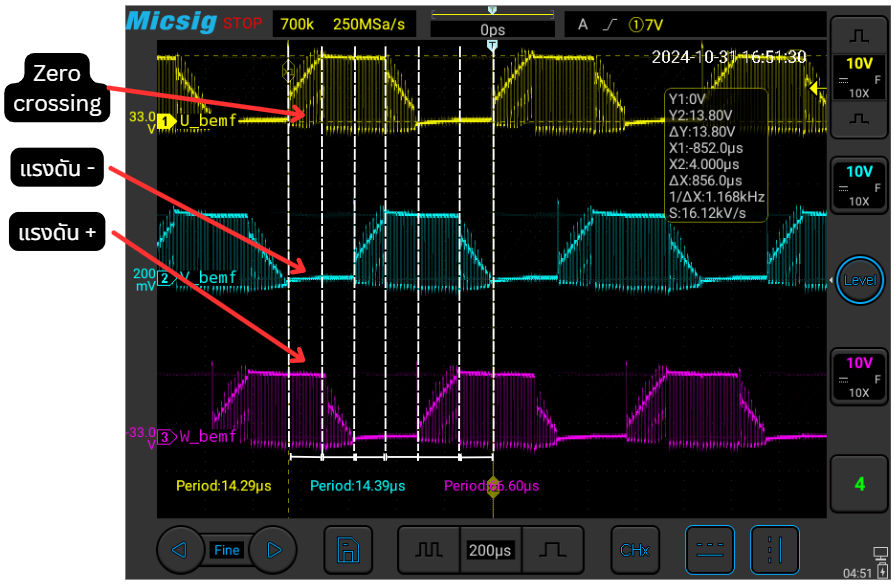 Micsig STOP 700k 250MSa/s 0ps A ①7V
2024-10-31 16:51:30
Zero
crossing
แรงดัน -
แรงดัน +
33.0
V
1 U_bemf
200
mV
2 V_bemf
-33.0
V
3 W_bemf
Y1:0V
Y2:13.80V
ΔY:13.80V
X1:-852.0µs
X2:4.000µs
ΔX:856.0µs
1/ΔX:1.168kHz
S:16.12kV/s
T
10V
F
10X
10V
F
10X
Level
10V
F
10X
4
Period:14.29µs Period:14.39µs
Fine 200µs CHx
04:51